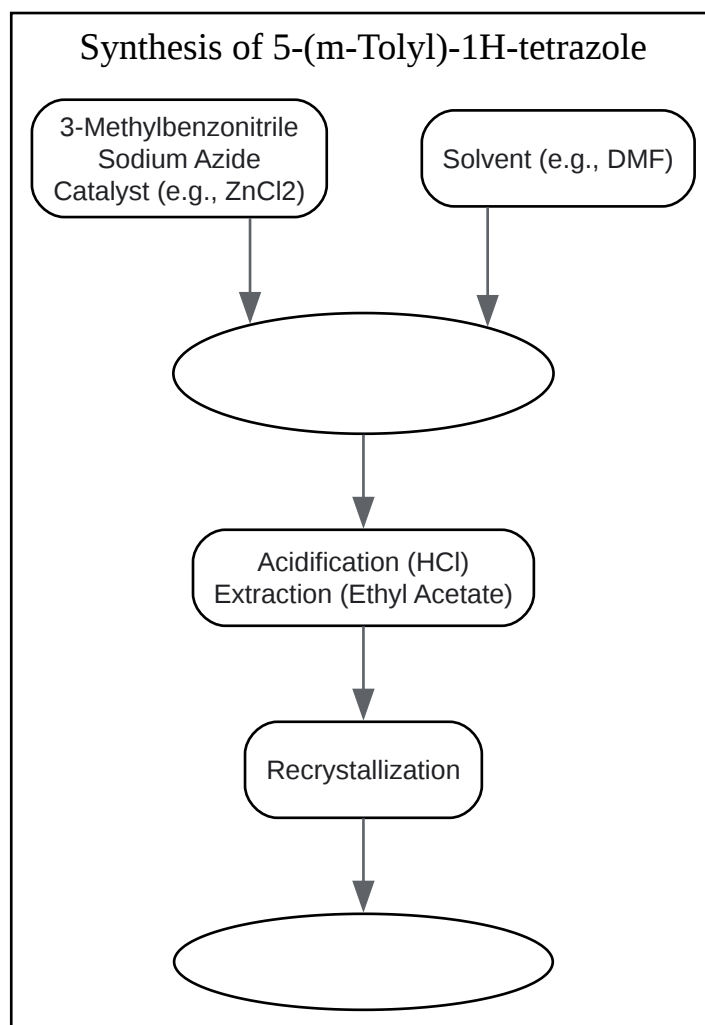 Synthesis of 5-(m-Tolyl)-1H-tetrazole
3-Methylbenzonitrile
Sodium Azide
Catalyst (e.g., ZnCl2)
Solvent (e.g., DMF)
Acidification (HCl)
Extraction (Ethyl Acetate)
Recrystallization